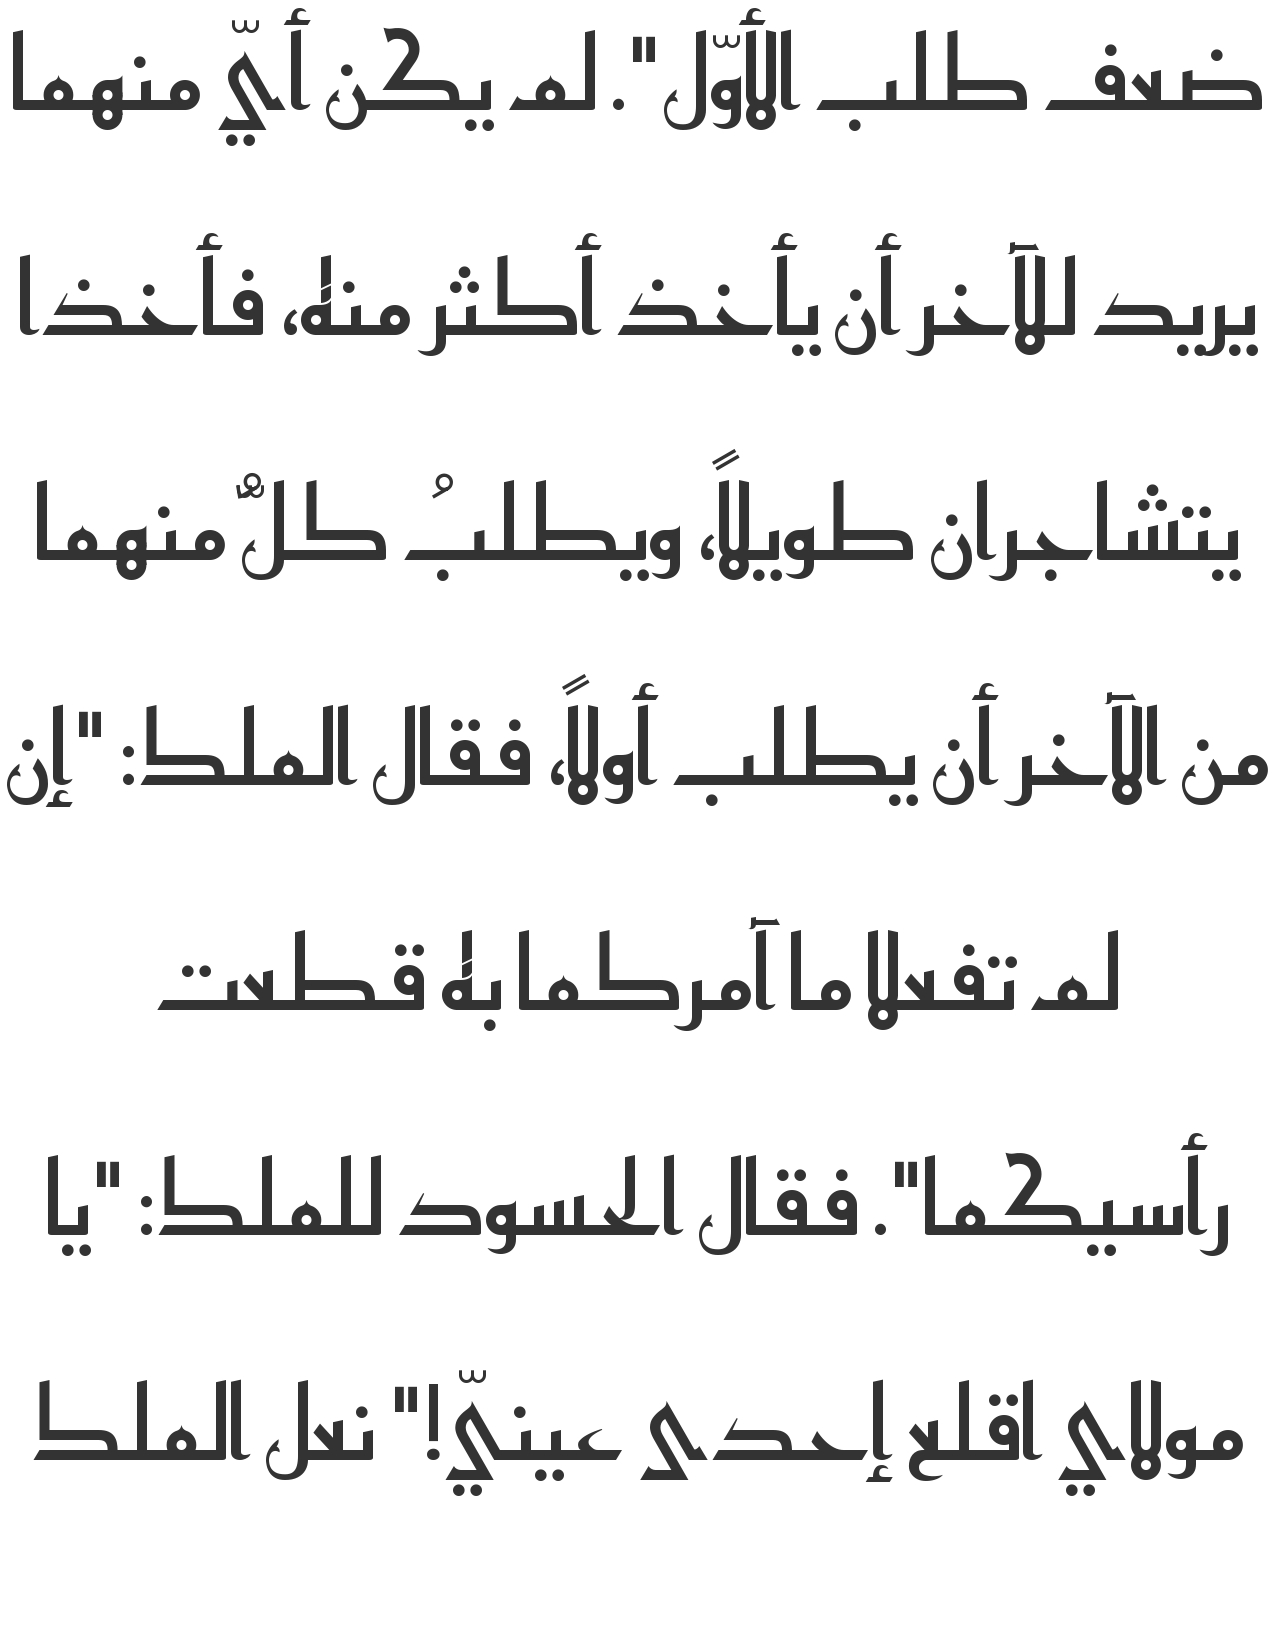 ضعف طلب الأوّل". لم يكن أيّ منهما
يريد للآخر أن يأخذ أكثر منه، فأخذا
يتشاجران طويلاً، ويطلبُ كلٌّ منهما
من الآخر أن يطلب أولاً، فقال الملك: "إن
لم تفعلا ما آمركما به قطعت
رأسيكما". فقال الحسود للملك: "يا
مولاي اقلع إحدى عينيّ!" نعل الملك